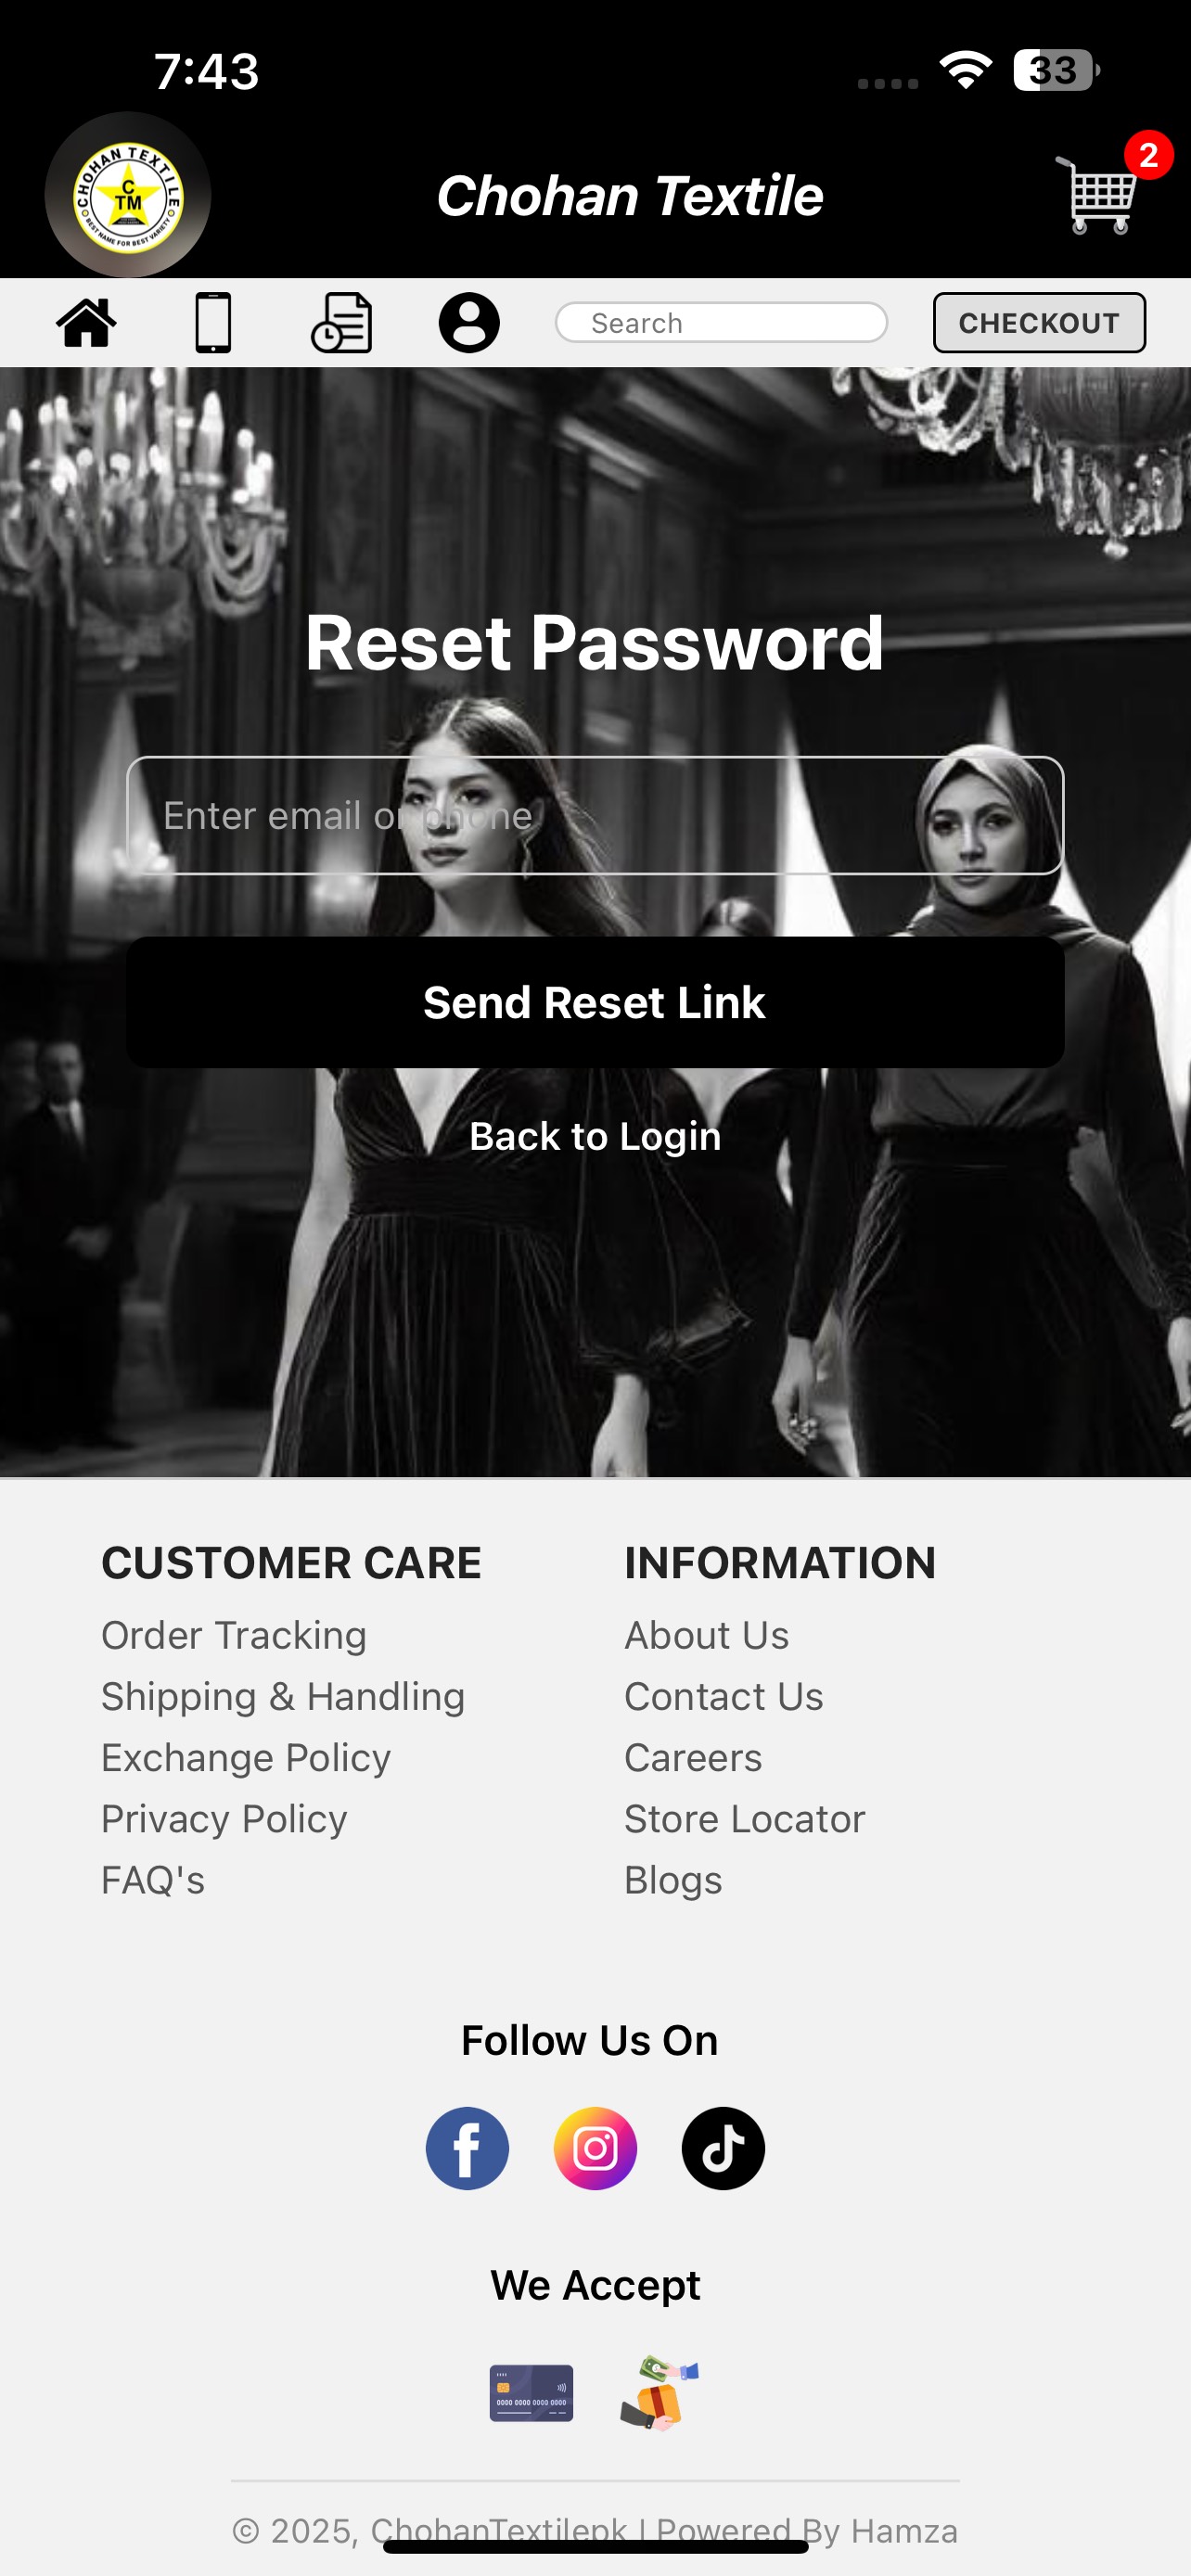 7:43
33
CHOHAN TEXTILE
C
TM
BEST NAME FOR BEST VARIETY
Chohan Textile
2
Search
CHECKOUT
Reset Password
Enter email or phone
Send Reset Link
Back to Login
CUSTOMER CARE
INFORMATION
Order Tracking
About Us
Shipping & Handling
Contact Us
Exchange Policy
Careers
Privacy Policy
Store Locator
FAQ's
Blogs
Follow Us On
We Accept
0000 0000 0000 0000
© 2025, ChohanTextilepk | Powered By Hamza